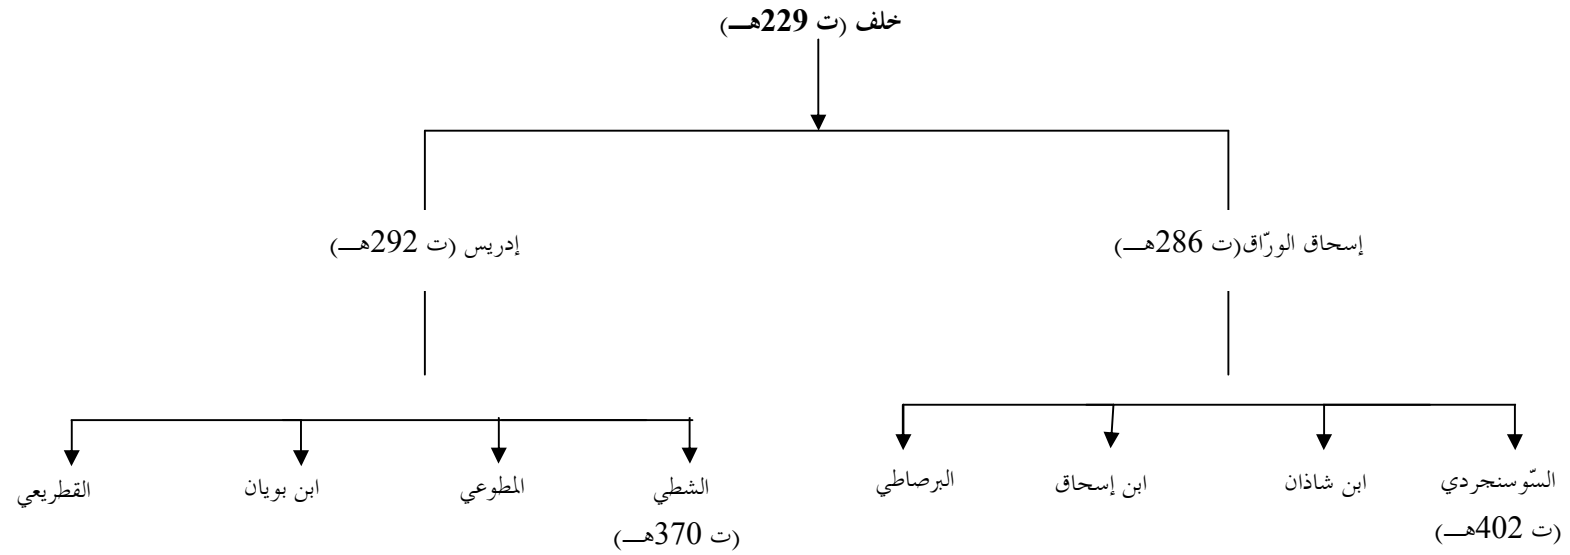 خلف (ت 229هـ)
إسحاق الورّاق(ت 286هـ)
إدريس (ت 292هـ)
السّوسنجردي
(ت 402هـ)
ابن شاذان
ابن إسحاق
البرصاطي
الشطي
(ت 370هـ)
المطوعي
ابن بويان
القطريعي